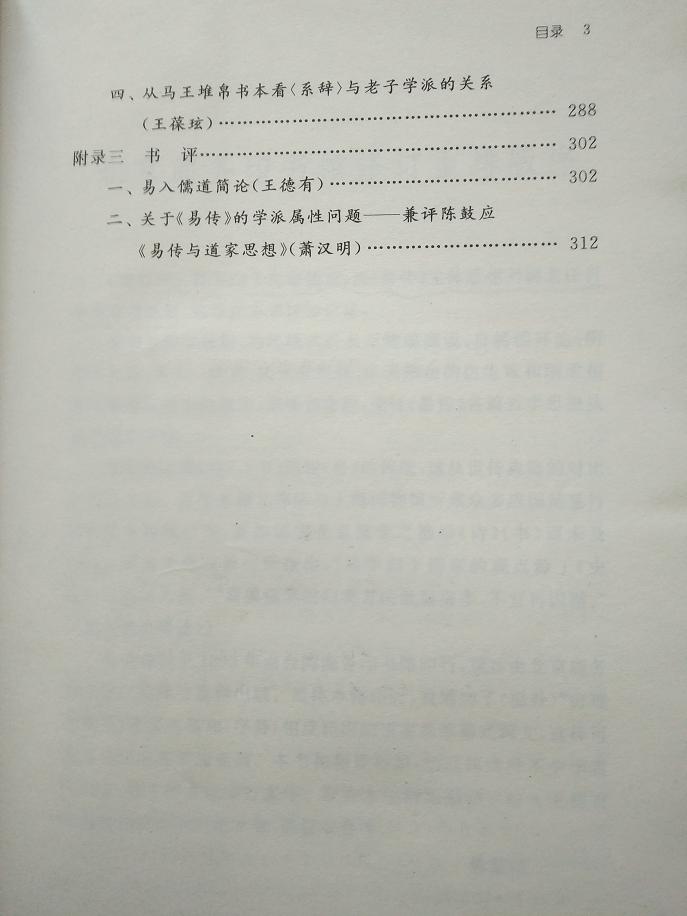 目录 3
四、从马王堆帛书本看〈系辞〉与老子学派的关系
(王葆玹)…………………………………………… 288
附录三 书 评…………………………………………… 302
一、易入儒道简论(王德有)…………………………… 302
二、关于《易传》的学派属性问题——兼评陈鼓应
《易传与道家思想》(萧汉明)………………………… 312